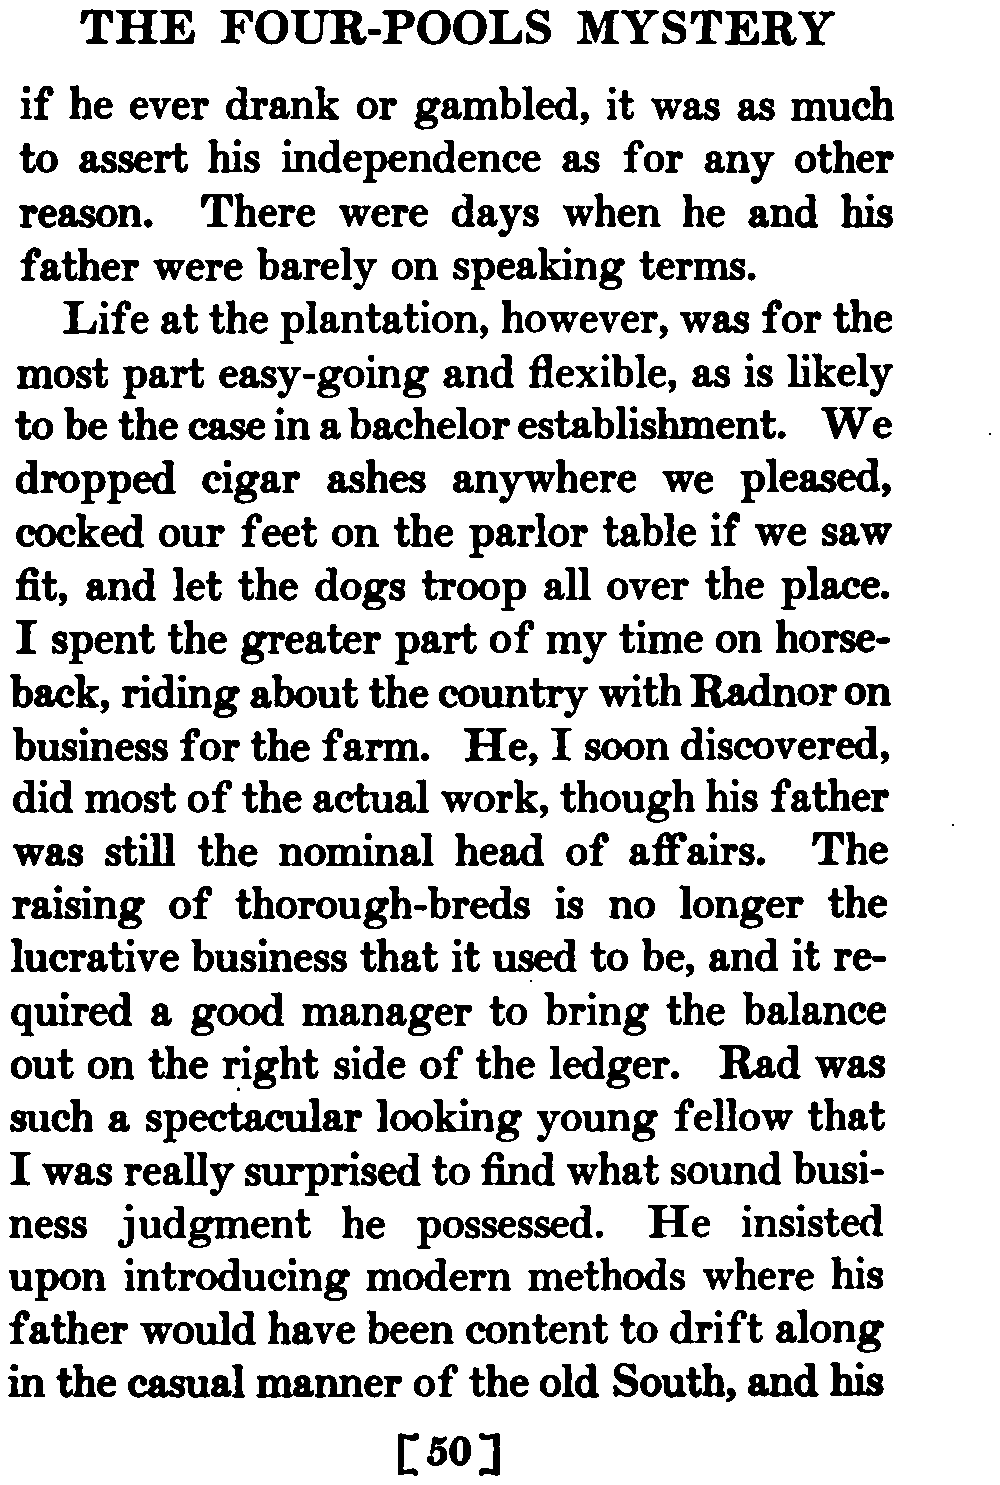 THE FOUR-POOLS MYSTERY
if he ever drank or gambled, it was as much
to assert his independence as for any other
reason. There were days when he and his
father were barely on speaking terms.
Life at the plantation, however, was for the
most part easy-going and flexible, as is likely
to be the case in a bachelor establishment. We
dropped cigar ashes anywhere we pleased,
cocked our feet on the parlor table if we saw
fit, and let the dogs troop all over the place.
I spent the greater part of my time on horse-
back, riding about the country with Radnor on
business for the farm. He, I soon discovered,
did most of the actual work, though his father
was still the nominal head of affairs. The
raising of thorough-breds is no longer the
lucrative business that it used to be, and it re-
quired a good manager to bring the balance
out on the right side of the ledger. Rad was
such a spectacular looking young fellow that
I was really surprised to find what sound busi-
ness judgment he possessed. He insisted
upon introducing modern methods where his
father would have been content to drift along
in the casual manner of the old South, and his
[50]